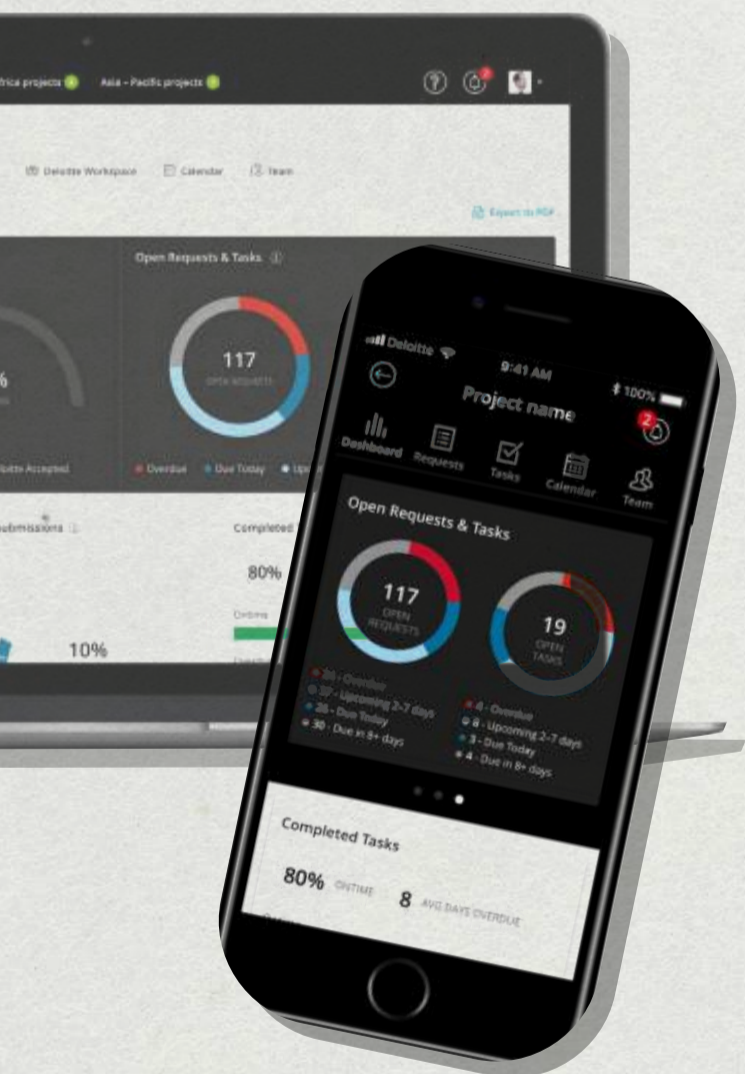 frica projects
Asia - Pacific projects
?
2
Deloitte Workspace
Calendar
Team
Export to PDF
Open Requests & Tasks
117
OPEN REQUESTS
%
Accepted
Overdue
Due Today
Upco
ubmissions
Completed
80%
Ontime
10%
Deloitte
9:41 AM
100%
Project name
2
Dashboard
Requests
Tasks
Calendar
Team
Open Requests & Tasks
117
OPEN
REQUESTS
19
OPEN
TASKS
Overdue
Upcoming 2-7 days
Due Today
30 - Due in 8+ days
4 - Overdue
8 - Upcoming 2-7 days
3 - Due Today
4 - Due in 8+ days
Completed Tasks
80% ONTIME
8 AVG DAYS OVERDUE